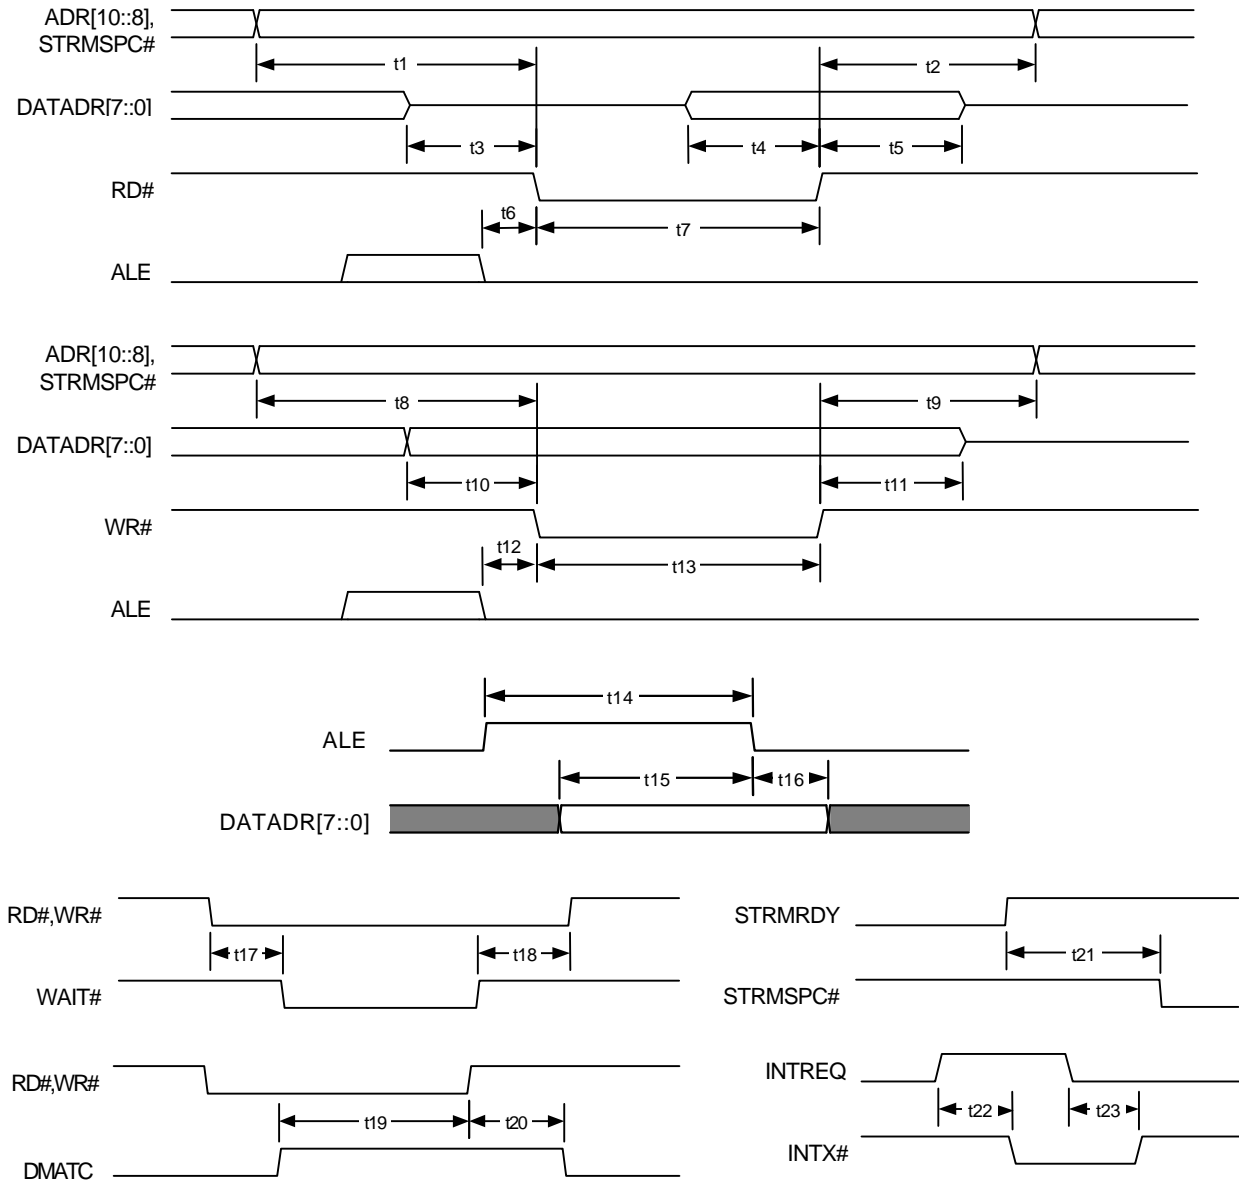 ADR[10::8],
STRMSPC#
t1
t2
DATADR[7::0]
t3
t4
t5
RD#
t6
t7
ALE
ADR[10::8],
STRMSPC#
t8
t9
DATADR[7::0]
t10
t11
WR#
t12
t13
ALE
t14
ALE
t15
t16
DATADR[7::0]
RD#,WR#
t17
t18
WAIT#
STRMRDY
t21
STRMSPC#
RD#,WR#
t19
t20
DMATC
INTREQ
t22
t23
INTX#